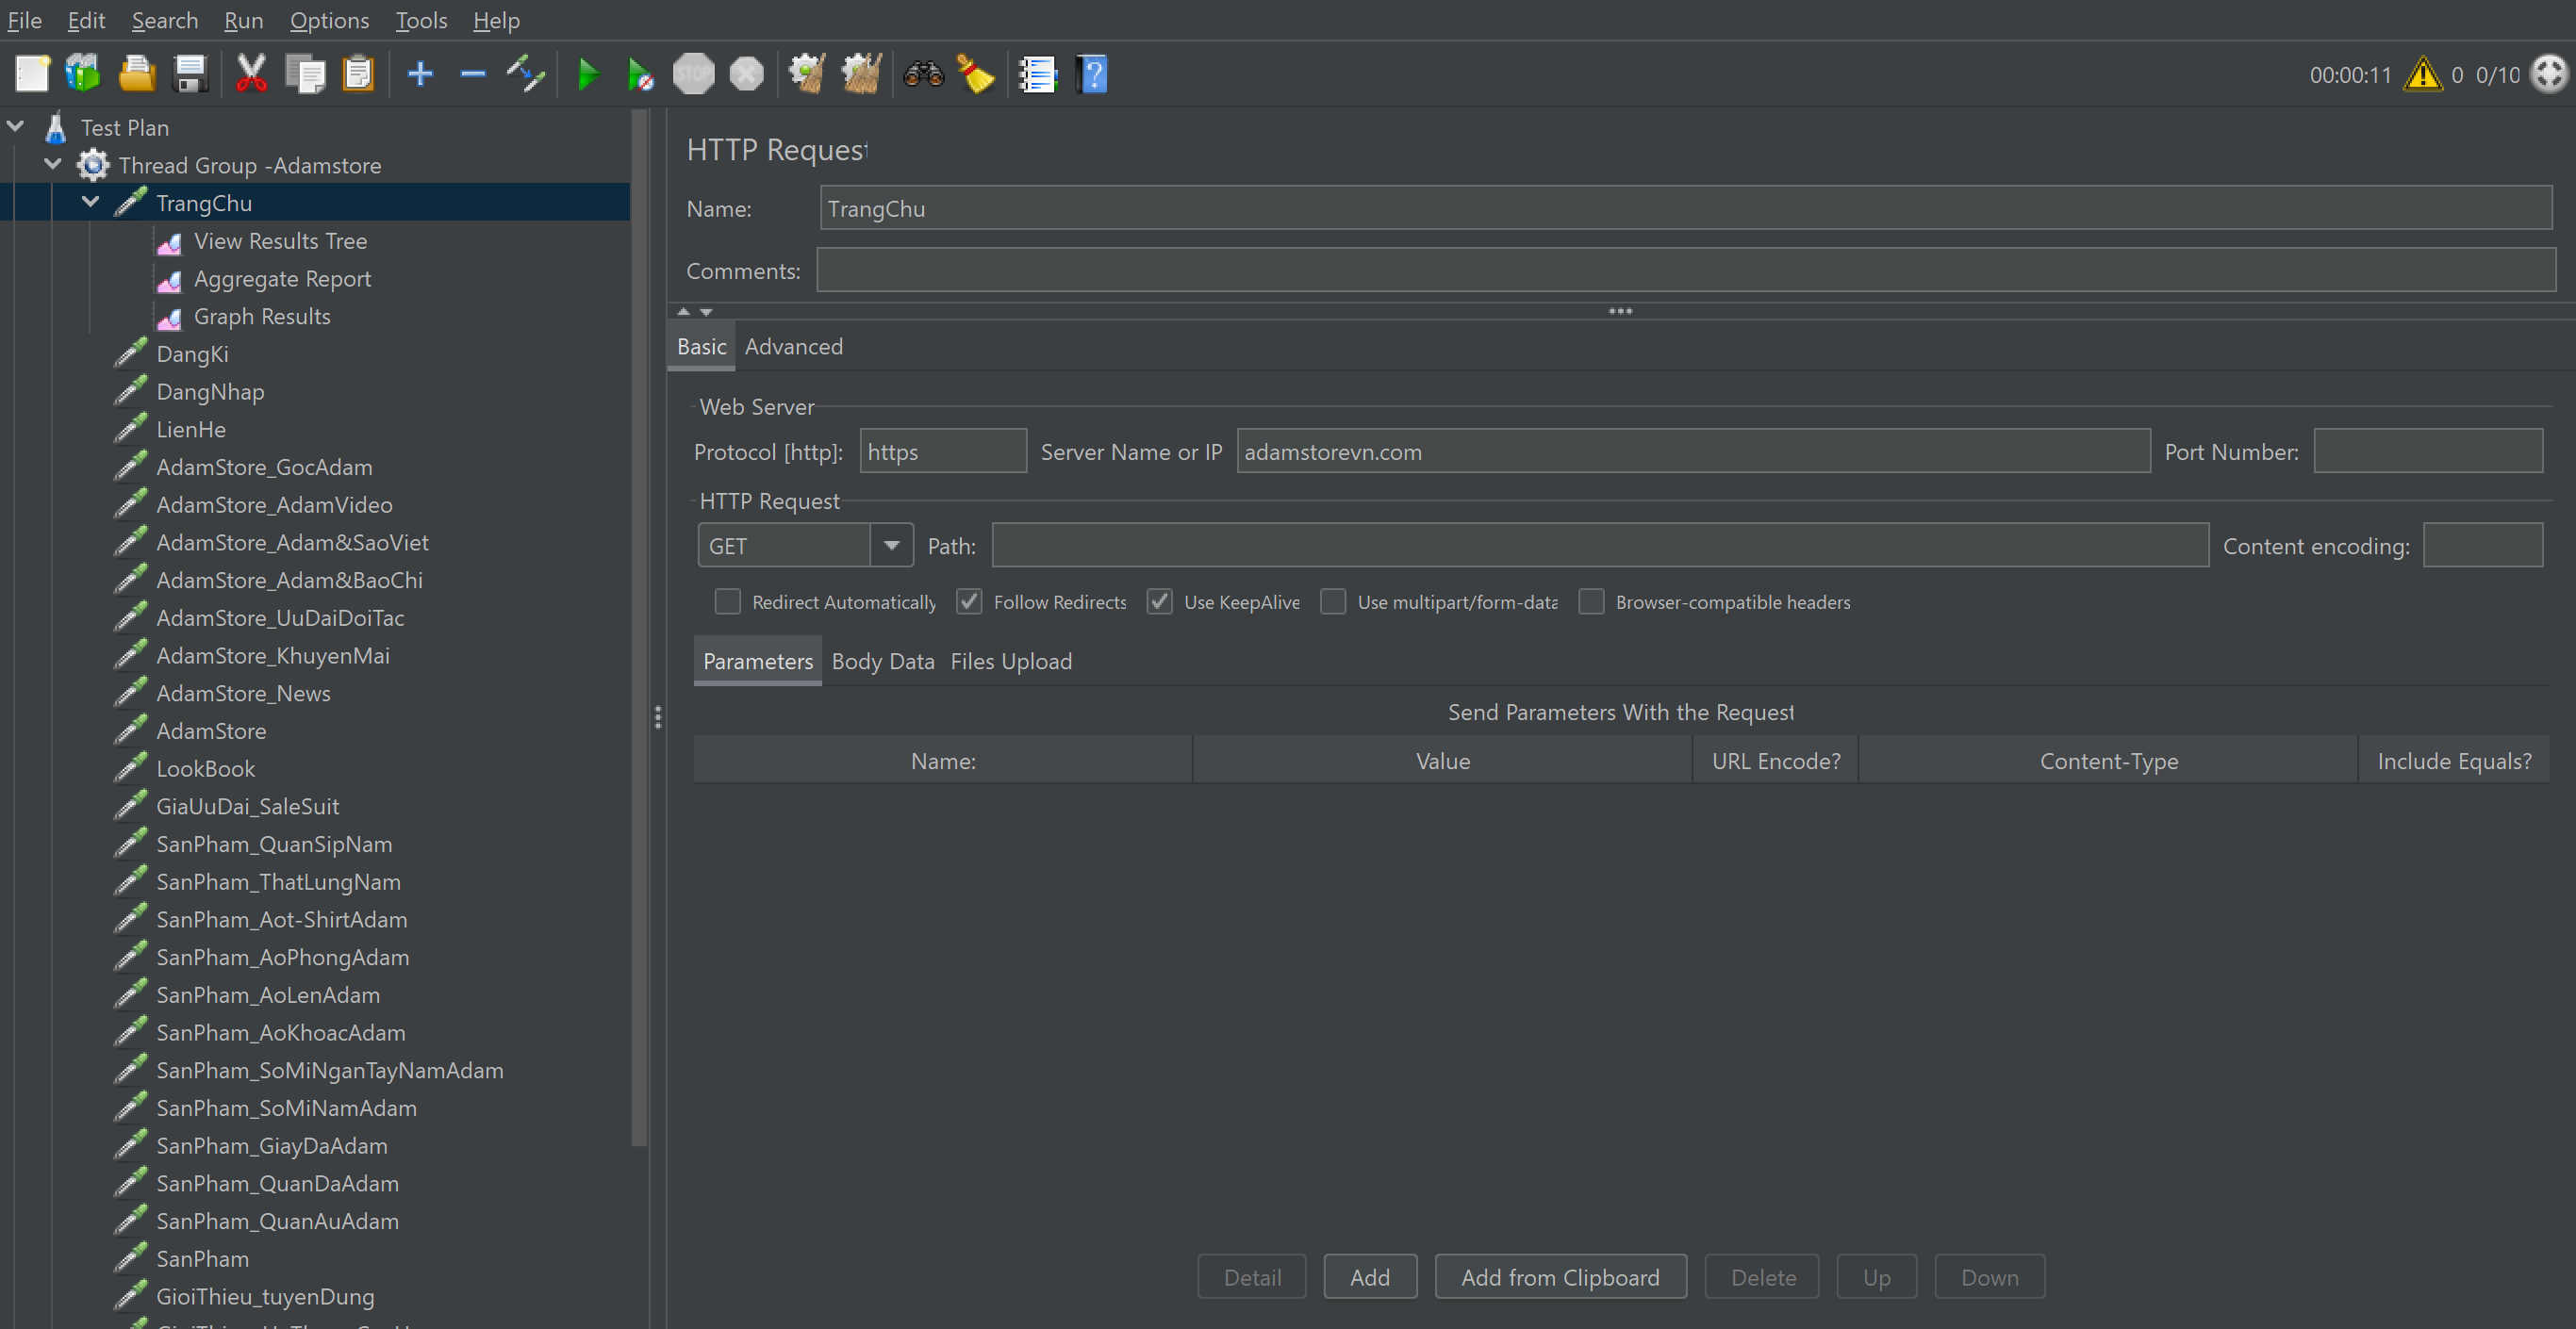 File Edit Search Run Options Tools Help
STOP
00:00:11 0 0/10
Test Plan
Thread Group -Adamstore
TrangChu
View Results Tree
Aggregate Report
Graph Results
DangKi
DangNhap
LienHe
AdamStore_GocAdam
AdamStore_AdamVideo
AdamStore_Adam&SaoViet
AdamStore_Adam&BaoChi
AdamStore_UuDaiDoiTac
AdamStore_KhuyenMai
AdamStore_News
AdamStore
LookBook
GiaUuDai_SaleSuit
SanPham_QuanSipNam
SanPham_ThatLungNam
SanPham_Aot-ShirtAdam
SanPham_AoPhongAdam
SanPham_AoLenAdam
SanPham_AoKhoacAdam
SanPham_SoMiNganTayNamAdam
SanPham_SoMiNamAdam
SanPham_GiayDaAdam
SanPham_QuanDaAdam
SanPham_QuanAuAdam
SanPham
GioiThieu_tuyenDung
HTTP Request
Name: TrangChu
Comments:
Basic Advanced
Web Server
Protocol [http]: https Server Name or IP adamstorevn.com Port Number:
HTTP Request
GET Path: Content encoding:
Redirect Automatically Follow Redirects Use KeepAlive Use multipart/form-data Browser-compatible headers
Parameters Body Data Files Upload
Send Parameters With the Request
Name: Value URL Encode? Content-Type Include Equals?
Detail Add Add from Clipboard Delete Up Down